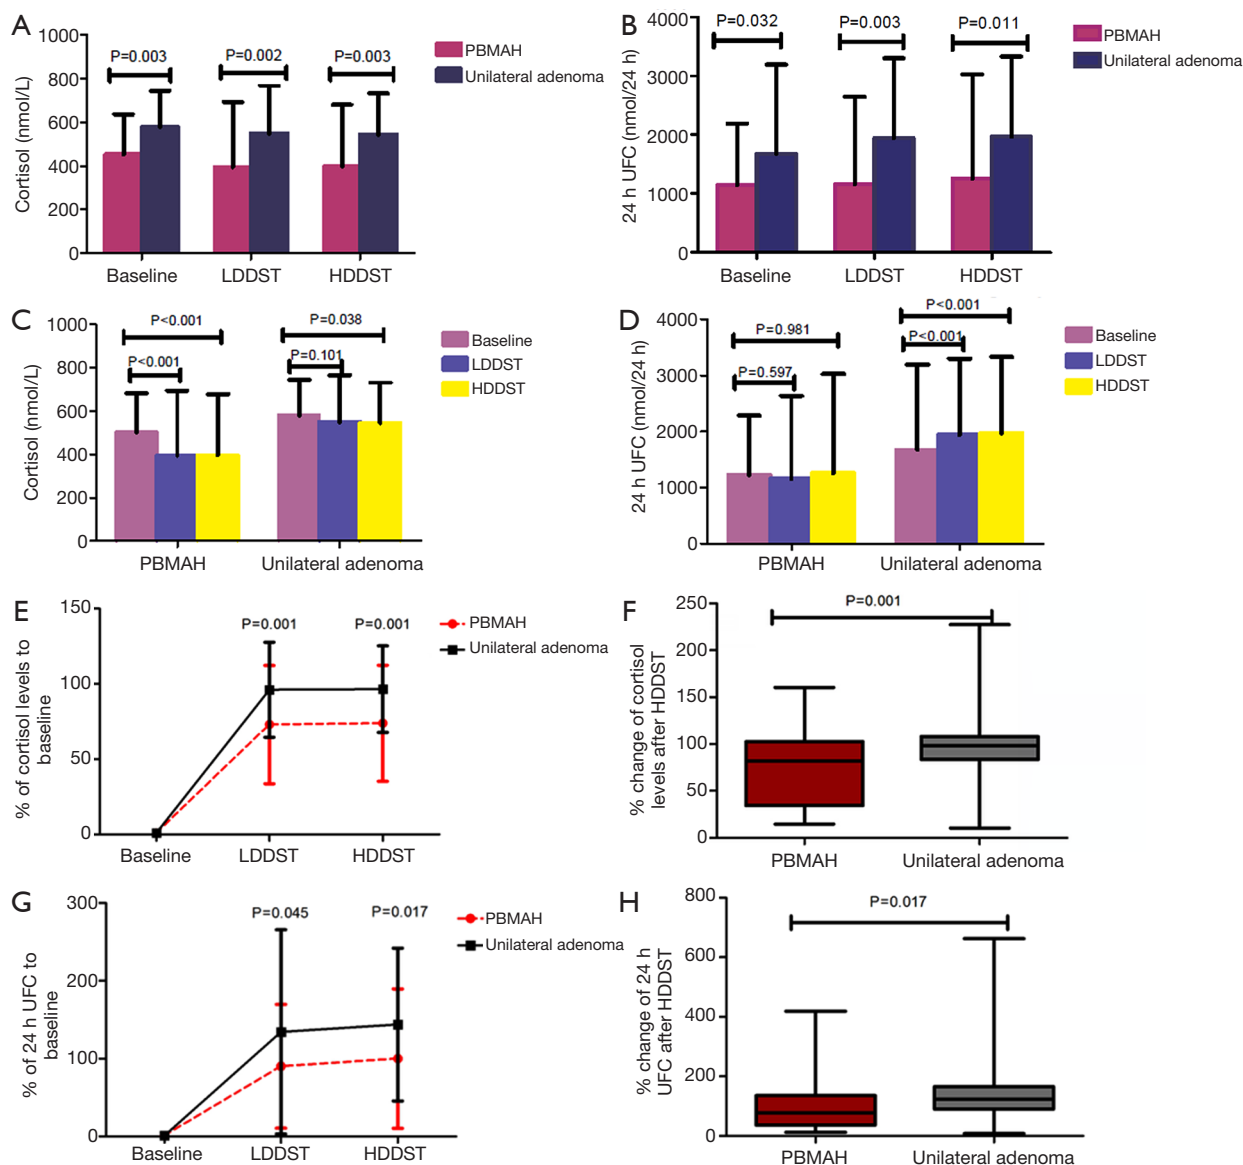 A
Cortisol (nmol/L)
1000
800
600
400
200
0
P=0.003
P=0.002
P=0.003
Baseline
LDDST
HDDST
PBMAH
Unilateral adenoma
B
24 h UFC (nmol/24 h)
4000
3000
2000
1000
0
P=0.032
P=0.003
P=0.011
Baseline
LDDST
HDDST
PBMAH
Unilateral adenoma
C
Cortisol (nmol/L)
1000
800
600
400
200
0
P<0.001
P<0.001
P=0.038
P=0.101
PBMAH
Unilateral adenoma
Baseline
LDDST
HDDST
D
24 h UFC (nmol/24 h)
4000
3000
2000
1000
0
P=0.981
P=0.597
P<0.001
P<0.001
PBMAH
Unilateral adenoma
Baseline
LDDST
HDDST
E
% of cortisol levels to
baseline
150
100
50
0
P=0.001
P=0.001
Baseline
LDDST
HDDST
PBMAH
Unilateral adenoma
F
% change of cortisol
levels after HDDST
250
200
150
100
50
0
P=0.001
PBMAH
Unilateral adenoma
G
% of 24 h UFC to
baseline
300
200
100
0
P=0.045
P=0.017
Baseline
LDDST
HDDST
PBMAH
Unilateral adenoma
H
% change of 24 h
UFC after HDDST
800
600
400
200
0
P=0.017
PBMAH
Unilateral adenoma